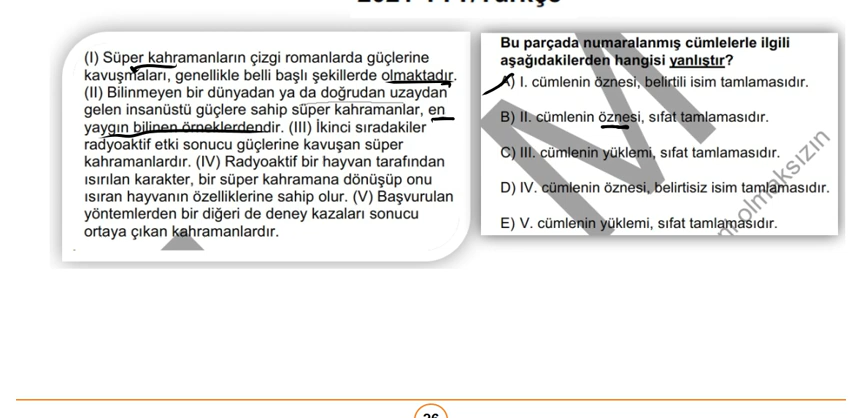 (I) Süper kahramanların çizgi romanlarda güçlerine
kavuşmaları, genellikle belli başlı şekillerde olmaktadır.
(II) Bilinmeyen bir dünyadan ya da doğrudan uzaydan
gelen insanüstü güçlere sahip süper kahramanlar, en
yaygın bilinen örneklerdendir. (III) İkinci sıradakiler
radyoaktif etki sonucu güçlerine kavuşan süper
kahramanlardır. (IV) Radyoaktif bir hayvan tarafından
ısırılan karakter, bir süper kahramana dönüşüp onu
ısıran hayvanın özelliklerine sahip olur. (V) Başvurulan
yöntemlerden bir diğeri de deney kazaları sonucu
ortaya çıkan kahramanlardır.
Bu parçada numaralanmış cümlelerle ilgili
aşağıdakilerden hangisi yanlıştır?
A) I. cümlenin öznesi, belirtili isim tamlamasıdır.
B) II. cümlenin öznesi, sıfat tamlamasıdır.
C) III. cümlenin yüklemi, sıfat tamlamasıdır.
D) IV. cümlenin öznesi, belirtisiz isim tamlamasıdır.
E) V. cümlenin yüklemi, sıfat tamlamasıdır.
olmaksızın